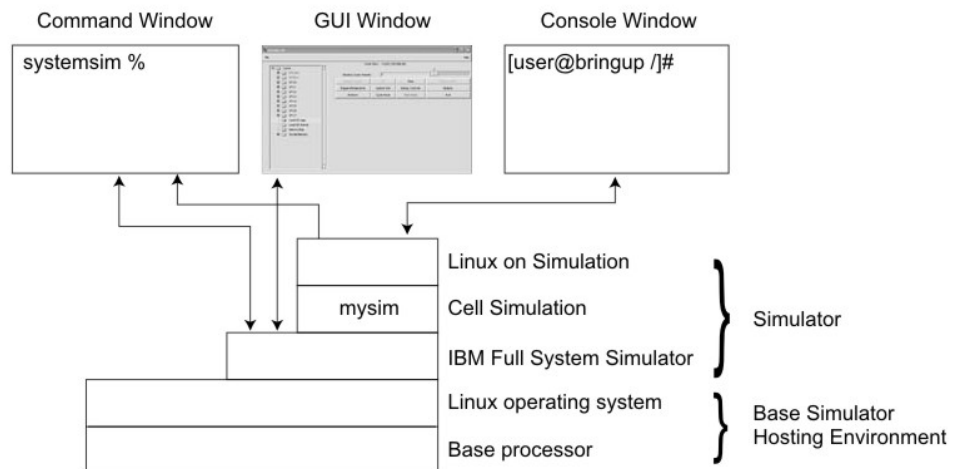 Command Window
GUI Window
Console Window
systemsim %
[user@bringup /]#
Linux on Simulation
mysim
Cell Simulation
IBM Full System Simulator
Linux operating system
Base processor
Simulator
Base Simulator
Hosting Environment